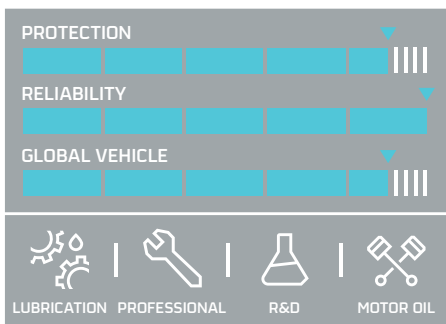 PROTECTION
RELIABILITY
GLOBAL VEHICLE
LUBRICATION PROFESSIONAL R&D MOTOR OIL